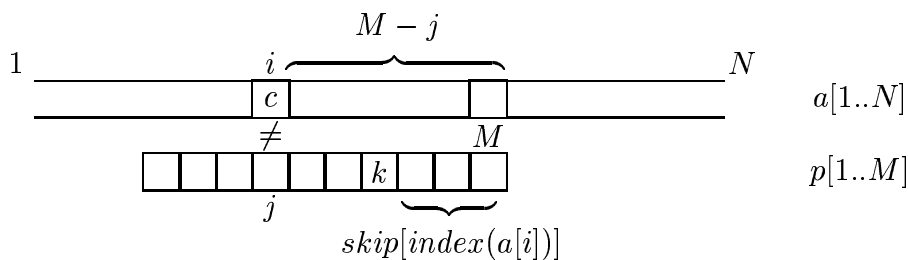 M − j
1 i N
c a[1..N]
≠ M
k p[1..M]
j
skip[index(a[i])]